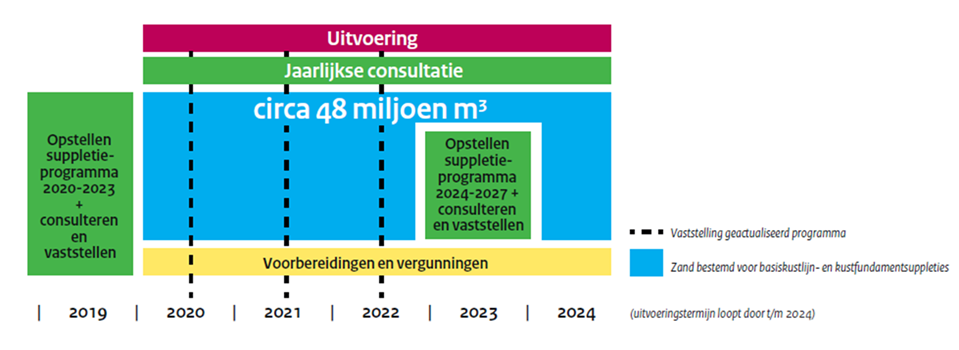 Uitvoering
Jaarlijkse consultatie
circa 48 miljoen m³
Opstellen
suppletie-
programma
2020-2023
+
consulteren
en
vaststellen
Opstellen
suppletie-
programma
2024-2027 +
consulteren
en vaststellen
Voorbereidingen en vergunningen
Vaststelling geactualiseerd programma
Zand bestemd voor basiskustlijn- en kustfundamentsuppleties
| 2019 | 2020 | 2021 | 2022 | 2023 | 2024
(uitvoeringstermijn loopt door t/m 2024)